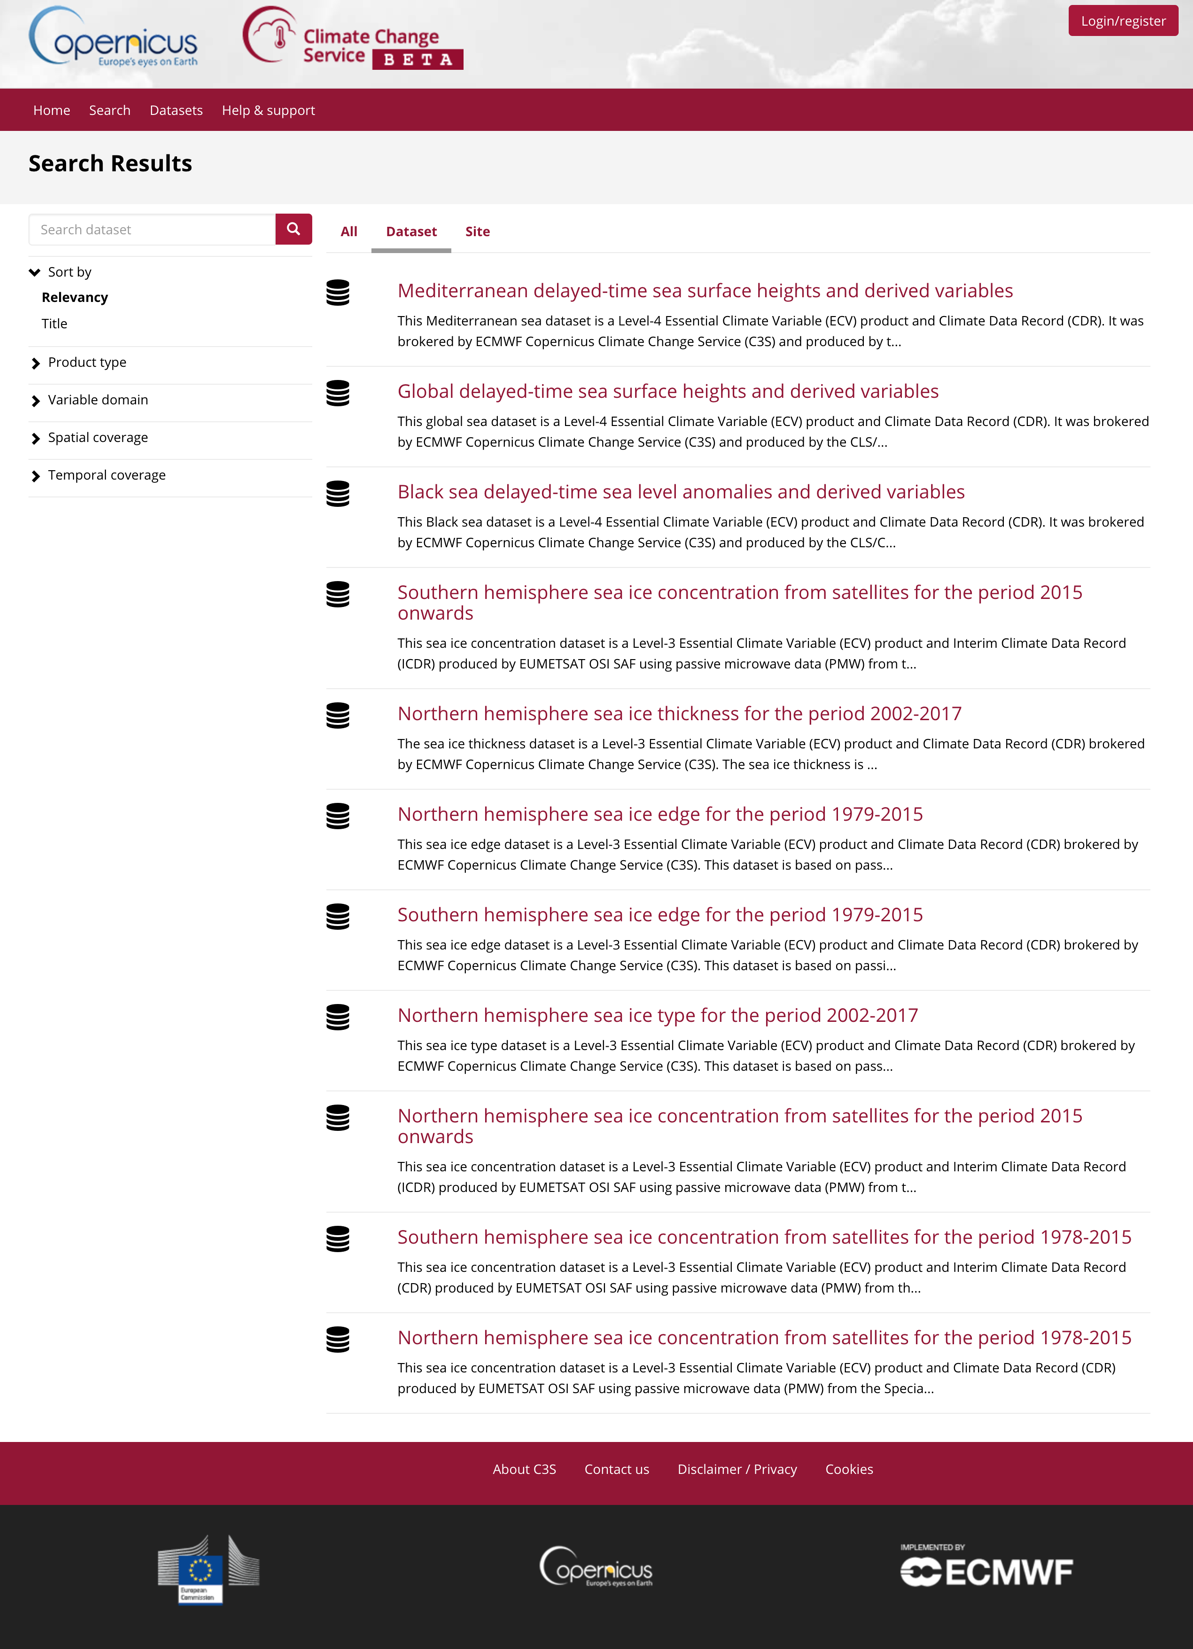 Copernicus
Europe's eyes on Earth
Climate Change
Service BETA
Login/register
Home Search Datasets Help & support
Search Results
Search dataset
Sort by
Relevancy
Title
Product type
Variable domain
Spatial coverage
Temporal coverage
All Dataset Site
Mediterranean delayed-time sea surface heights and derived variables
This Mediterranean sea dataset is a Level-4 Essential Climate Variable (ECV) product and Climate Data Record (CDR). It was
brokered by ECMWF Copernicus Climate Change Service (C3S) and produced by t...
Global delayed-time sea surface heights and derived variables
This global sea dataset is a Level-4 Essential Climate Variable (ECV) product and Climate Data Record (CDR). It was brokered
by ECMWF Copernicus Climate Change Service (C3S) and produced by the CLS/...
Black sea delayed-time sea level anomalies and derived variables
This Black sea dataset is a Level-4 Essential Climate Variable (ECV) product and Climate Data Record (CDR). It was brokered
by ECMWF Copernicus Climate Change Service (C3S) and produced by the CLS/C...
Southern hemisphere sea ice concentration from satellites for the period 2015
onwards
This sea ice concentration dataset is a Level-3 Essential Climate Variable (ECV) product and Interim Climate Data Record
(ICDR) produced by EUMETSAT OSI SAF using passive microwave data (PMW) from t...
Northern hemisphere sea ice thickness for the period 2002-2017
The sea ice thickness dataset is a Level-3 Essential Climate Variable (ECV) product and Climate Data Record (CDR) brokered
by ECMWF Copernicus Climate Change Service (C3S). The sea ice thickness is ...
Northern hemisphere sea ice edge for the period 1979-2015
This sea ice edge dataset is a Level-3 Essential Climate Variable (ECV) product and Climate Data Record (CDR) brokered by
ECMWF Copernicus Climate Change Service (C3S). This dataset is based on pass...
Southern hemisphere sea ice edge for the period 1979-2015
This sea ice edge dataset is a Level-3 Essential Climate Variable (ECV) product and Climate Data Record (CDR) brokered by
ECMWF Copernicus Climate Change Service (C3S). This dataset is based on passi...
Northern hemisphere sea ice type for the period 2002-2017
This sea ice type dataset is a Level-3 Essential Climate Variable (ECV) product and Climate Data Record (CDR) brokered by
ECMWF Copernicus Climate Change Service (C3S). This dataset is based on pass...
Northern hemisphere sea ice concentration from satellites for the period 2015
onwards
This sea ice concentration dataset is a Level-3 Essential Climate Variable (ECV) product and Interim Climate Data Record
(ICDR) produced by EUMETSAT OSI SAF using passive microwave data (PMW) from t...
Southern hemisphere sea ice concentration from satellites for the period 1978-2015
This sea ice concentration dataset is a Level-3 Essential Climate Variable (ECV) product and Interim Climate Data Record
(CDR) produced by EUMETSAT OSI SAF using passive microwave data (PMW) from th...
Northern hemisphere sea ice concentration from satellites for the period 1978-2015
This sea ice concentration dataset is a Level-3 Essential Climate Variable (ECV) product and Climate Data Record (CDR)
produced by EUMETSAT OSI SAF using passive microwave data (PMW) from the Specia...
About C3S Contact us Disclaimer / Privacy Cookies
European
Commission
Copernicus
Europe's eyes on Earth
IMPLEMENTED BY
ECMWF